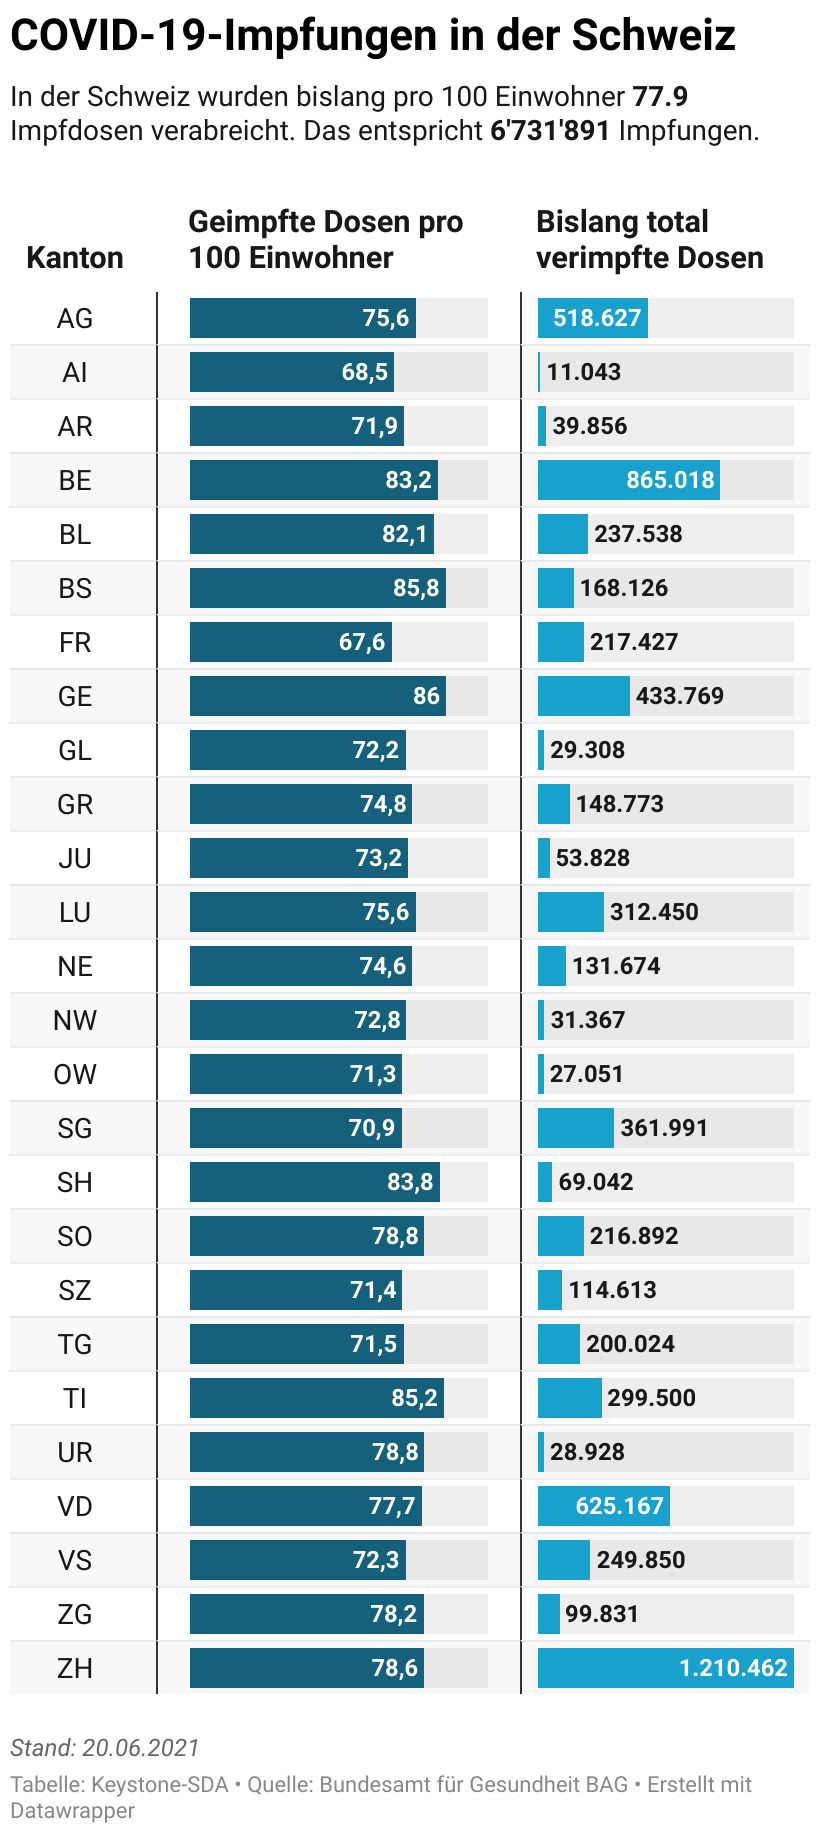 COVID-19-Impfungen in der Schweiz
In der Schweiz wurden bislang pro 100 Einwohner 77.9
Impfdosen verabreicht. Das entspricht 6'731'891 Impfungen.
Kanton Geimpfte Dosen pro 100 Einwohner Bislang total verimpfte Dosen
AG 75,6 518.627
AI 68,5 11.043
AR 71,9 39.856
BE 83,2 865.018
BL 82,1 237.538
BS 85,8 168.126
FR 67,6 217.427
GE 86 433.769
GL 72,2 29.308
GR 74,8 148.773
JU 73,2 53.828
LU 75,6 312.450
NE 74,6 131.674
NW 72,8 31.367
OW 71,3 27.051
SG 70,9 361.991
SH 83,8 69.042
SO 78,8 216.892
SZ 71,4 114.613
TG 71,5 200.024
TI 85,2 299.500
UR 78,8 28.928
VD 77,7 625.167
VS 72,3 249.850
ZG 78,2 99.831
ZH 78,6 1.210.462
Stand: 20.06.2021
Tabelle: Keystone-SDA • Quelle: Bundesamt für Gesundheit BAG • Erstellt mit
Datawrapper